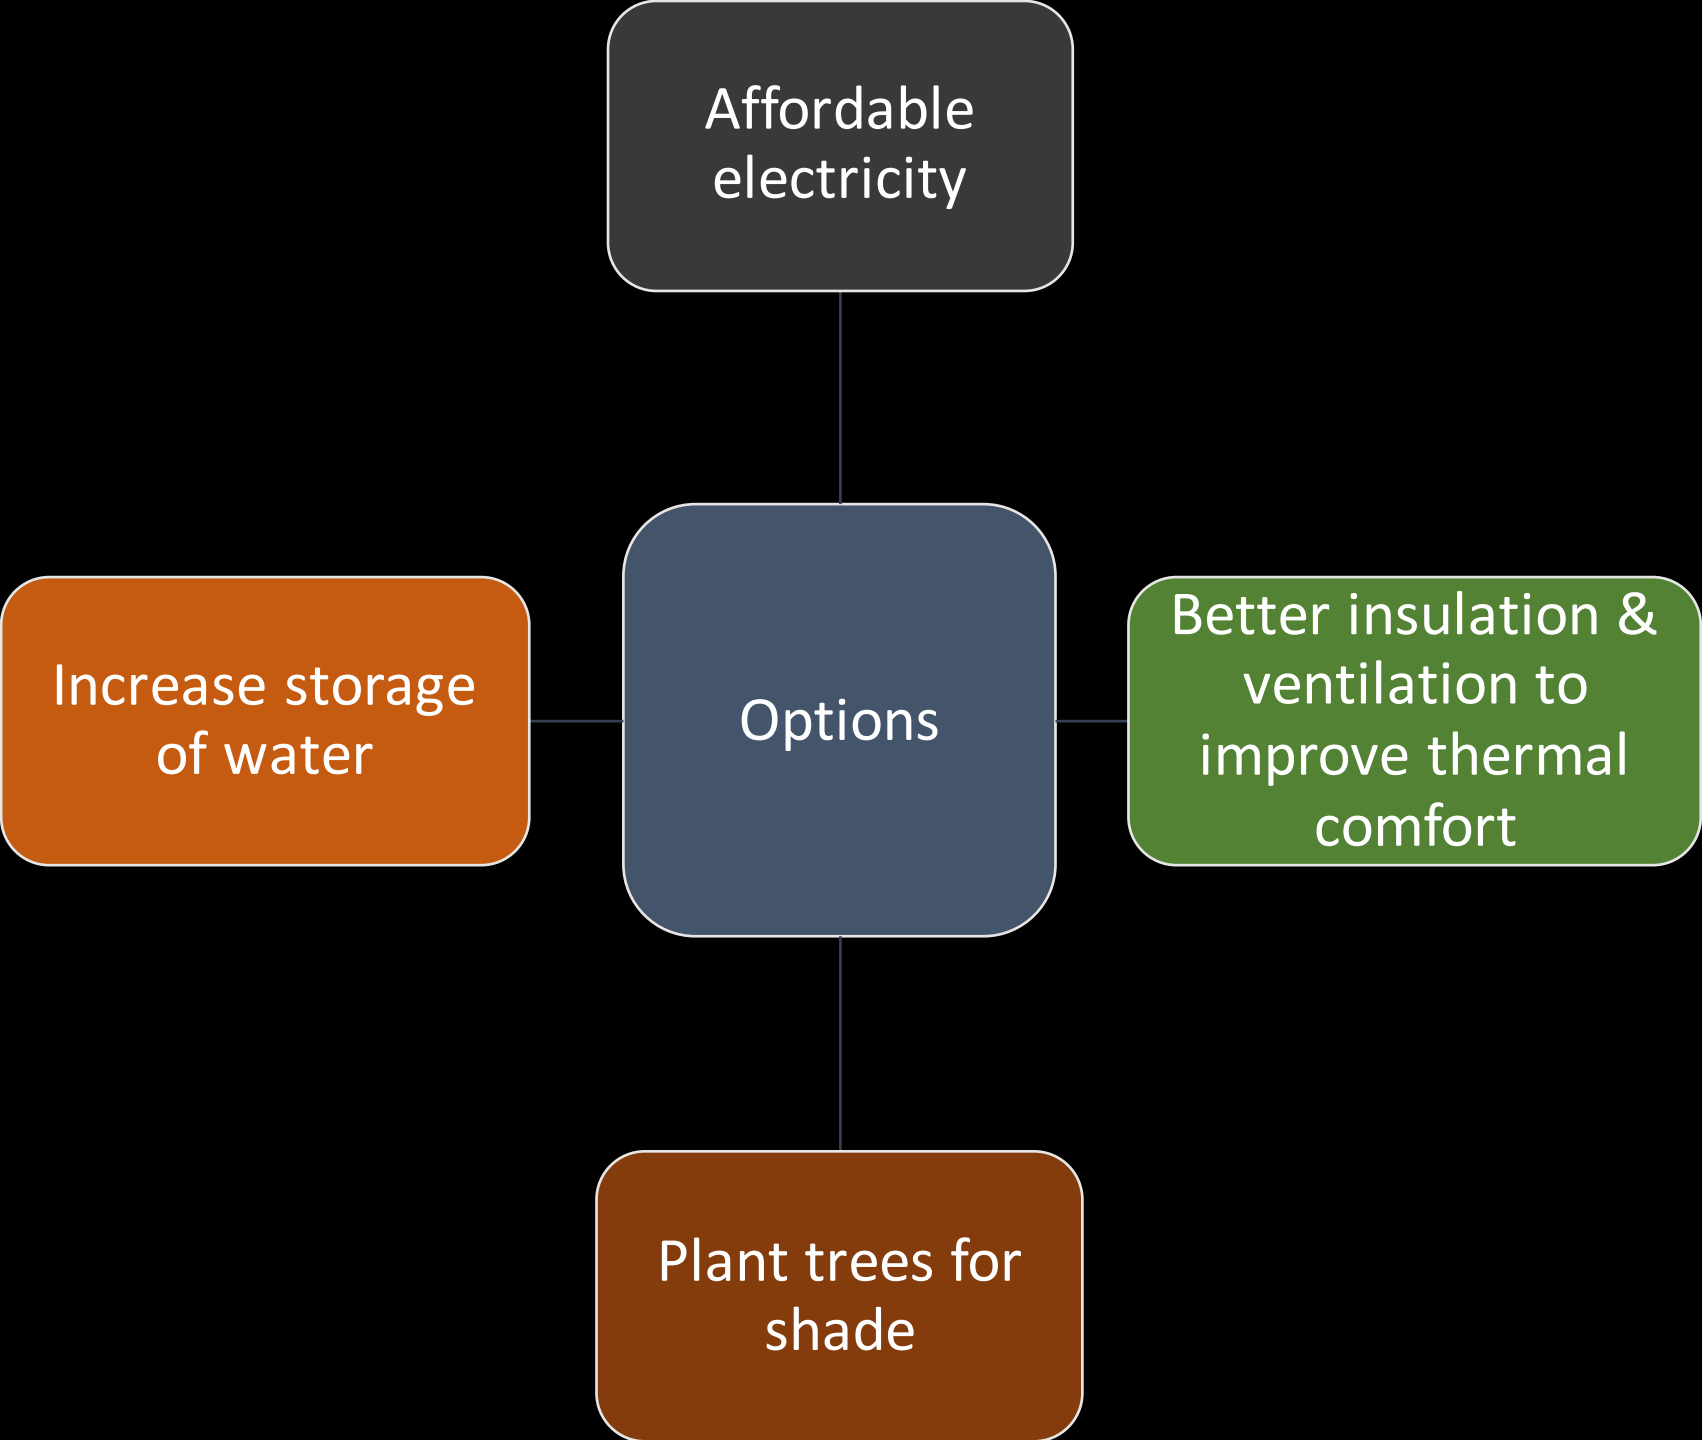 Affordable
electricity
Increase storage
of water
Options
Better insulation &
ventilation to
improve thermal
comfort
Plant trees for
shade